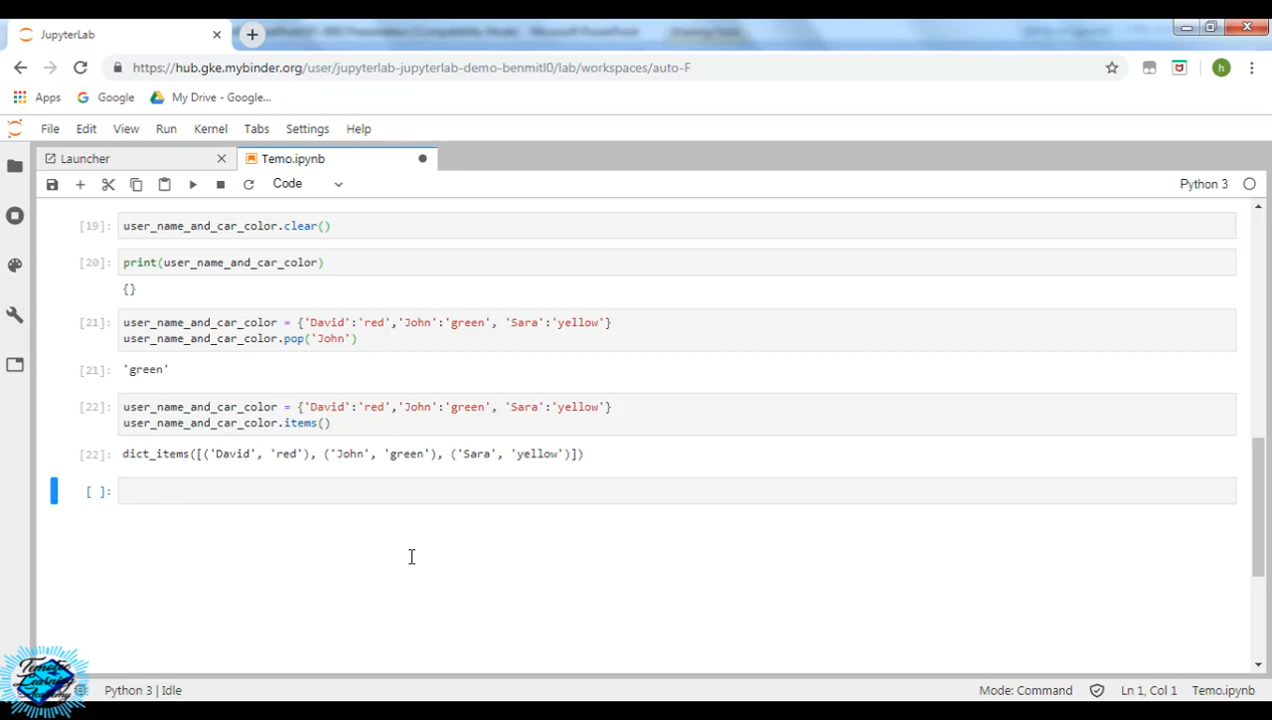 JupyterLab
https://hub.gke.mybinder.org/user/jupyterlab-jupyterlab-demo-benmitl0/lab/workspaces/auto-F
h
Apps Google My Drive - Google...
File Edit View Run Kernel Tabs Settings Help
Launcher Temo.ipynb
Code Python 3
[19]: user_name_and_car_color.clear()
[20]: print(user_name_and_car_color)
{}
[21]: user_name_and_car_color = {'David':'red','John':'green', 'Sara':'yellow'}
user_name_and_car_color.pop('John')
[21]: 'green'
[22]: user_name_and_car_color = {'David':'red','John':'green', 'Sara':'yellow'}
user_name_and_car_color.items()
[22]: dict_items([('David', 'red'), ('John', 'green'), ('Sara', 'yellow')])
[ ]:
Learning
Academy
Python 3 | Idle Mode: Command Ln 1, Col 1 Temo.ipynb